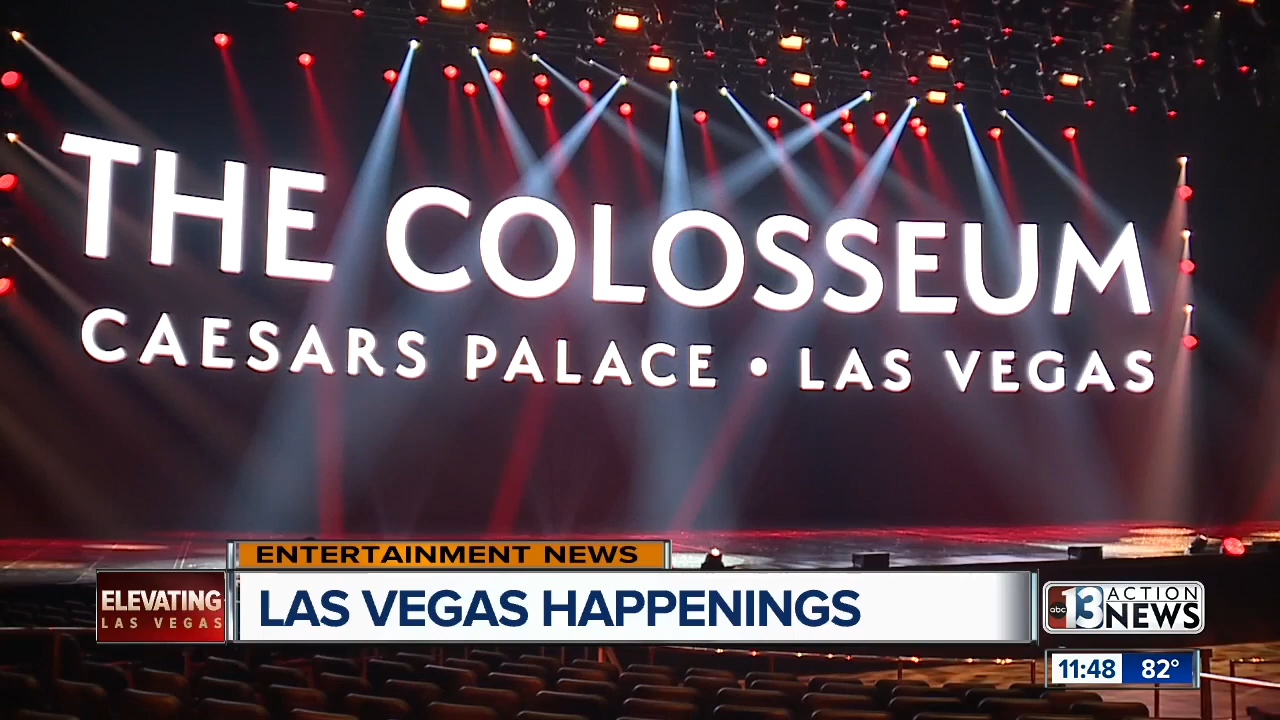 THE COLOSSEUM
CAESARS PALACE • LAS VEGAS
ENTERTAINMENT NEWS
ELEVATING
LAS VEGAS
LAS VEGAS HAPPENINGS
abc 13 ACTION
NEWS
11:48 82°